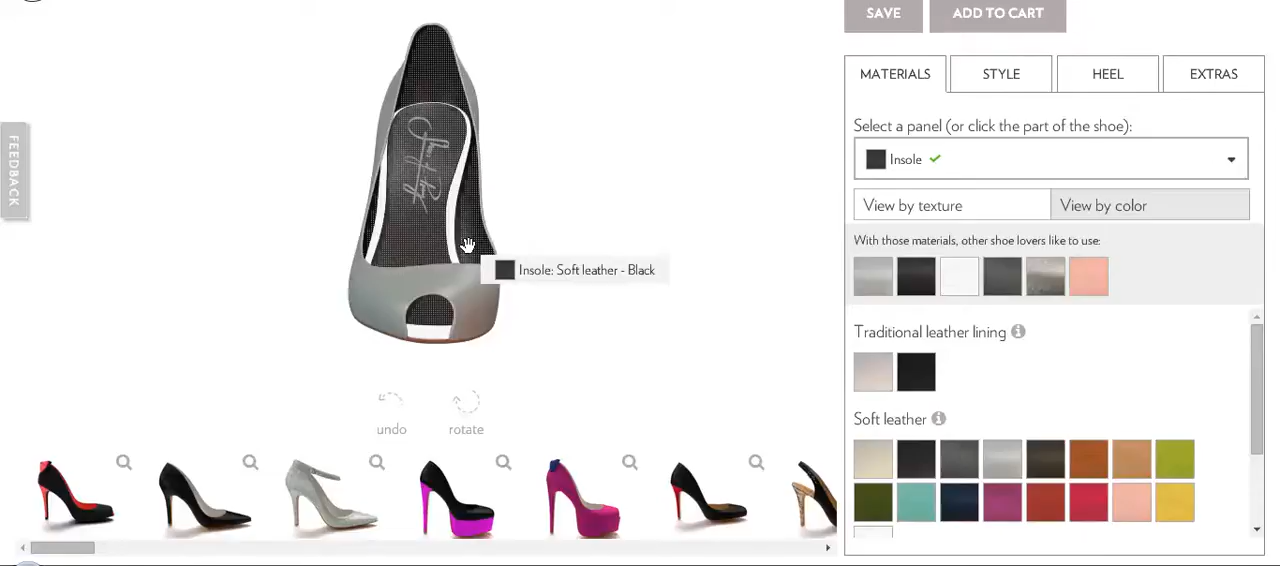 SAVE
ADD TO CART
MATERIALS
STYLE
HEEL
EXTRAS
Select a panel (or click the part of the shoe):
Insole
View by texture
View by color
With those materials, other shoe lovers like to use:
Traditional leather lining
Soft leather
FEEDBACK
Insole: Soft leather - Black
undo
rotate